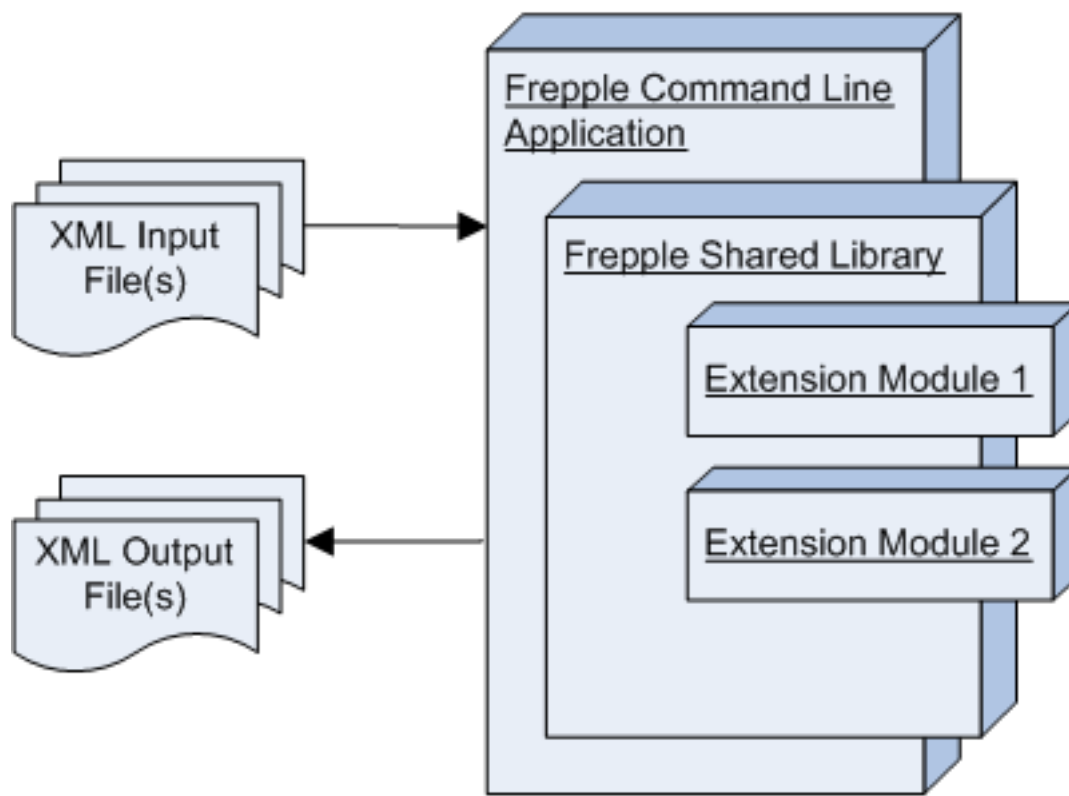 Frepple Command Line
Application
XML Input
File(s)
Frepple Shared Library
Extension Module 1
XML Output
File(s)
Extension Module 2